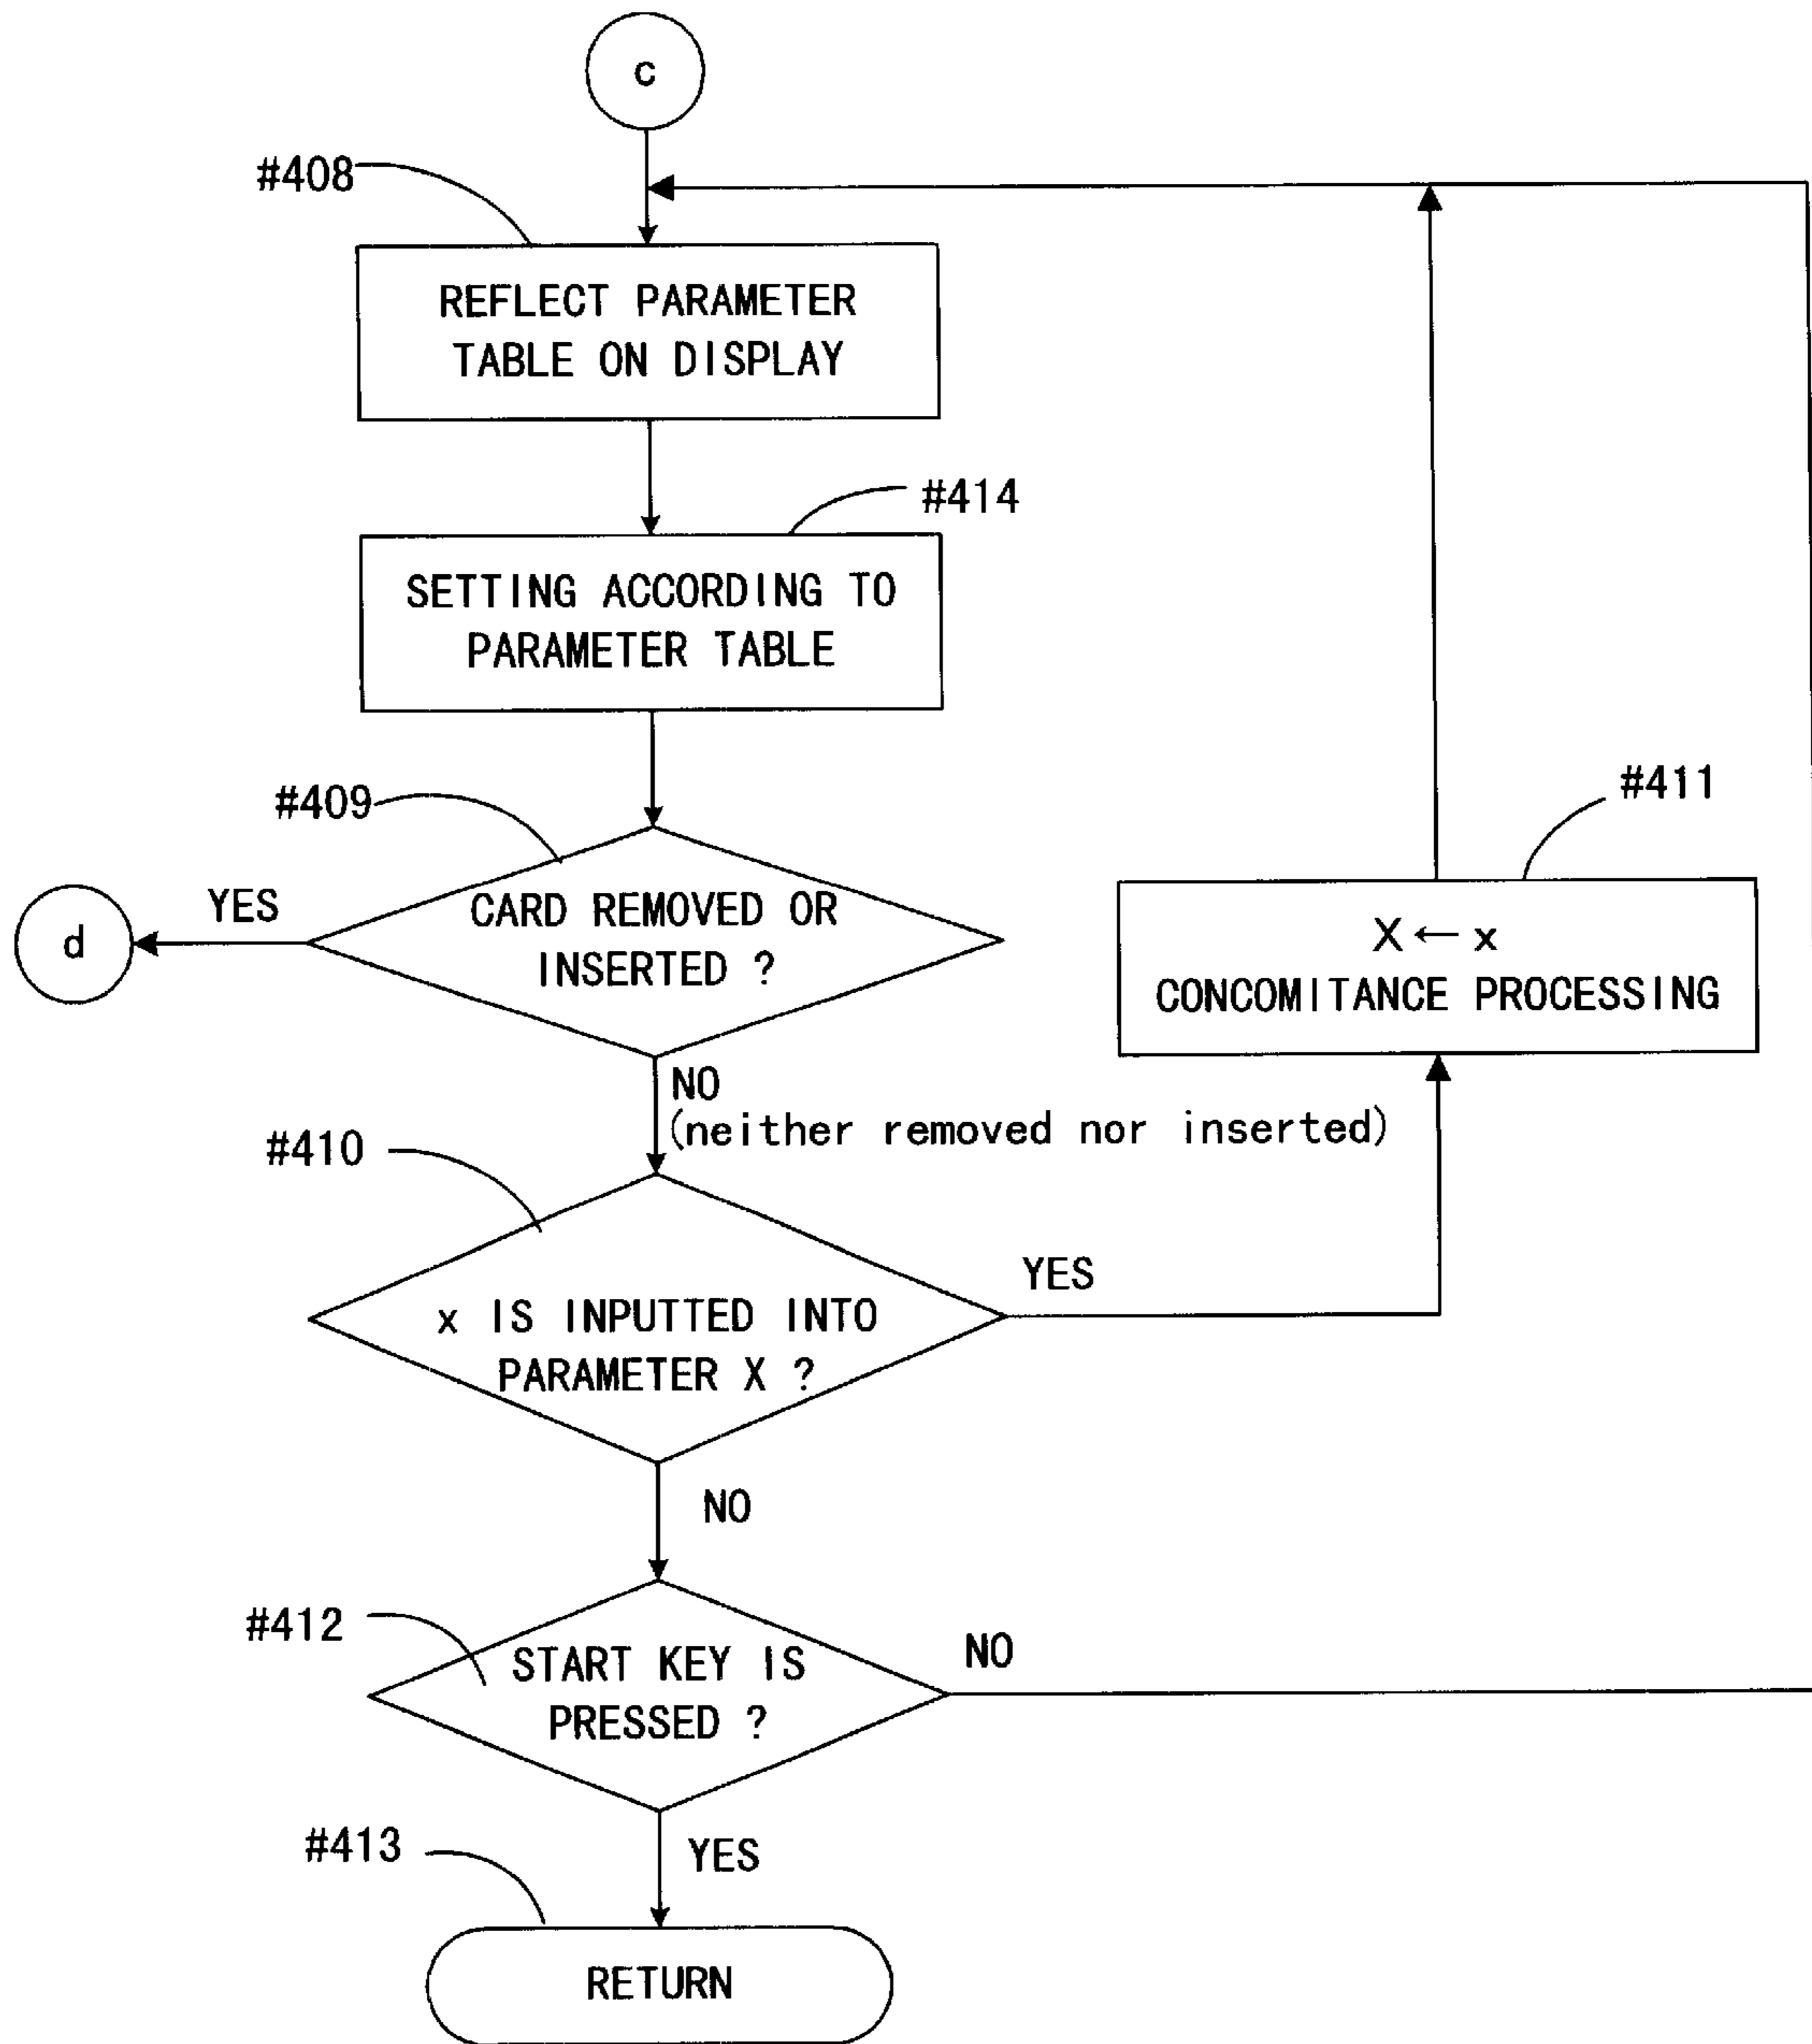 c
#408
REFLECT PARAMETER
TABLE ON DISPLAY
#414
SETTING ACCORDING TO
PARAMETER TABLE
#409
#411
YES
CARD REMOVED OR
INSERTED ?
d
X ← x
CONCOMITANCE PROCESSING
NO
(neither removed nor inserted)
#410
YES
x IS INPUTTED INTO
PARAMETER X ?
NO
#412
START KEY IS
PRESSED ?
NO
#413
YES
RETURN